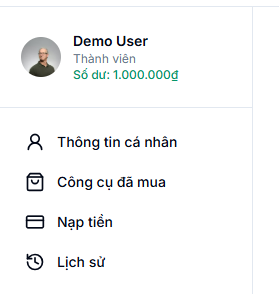 Demo User
Thành viên
Số dư: 1.000.000₫
Thông tin cá nhân
Công cụ đã mua
Nạp tiền
Lịch sử